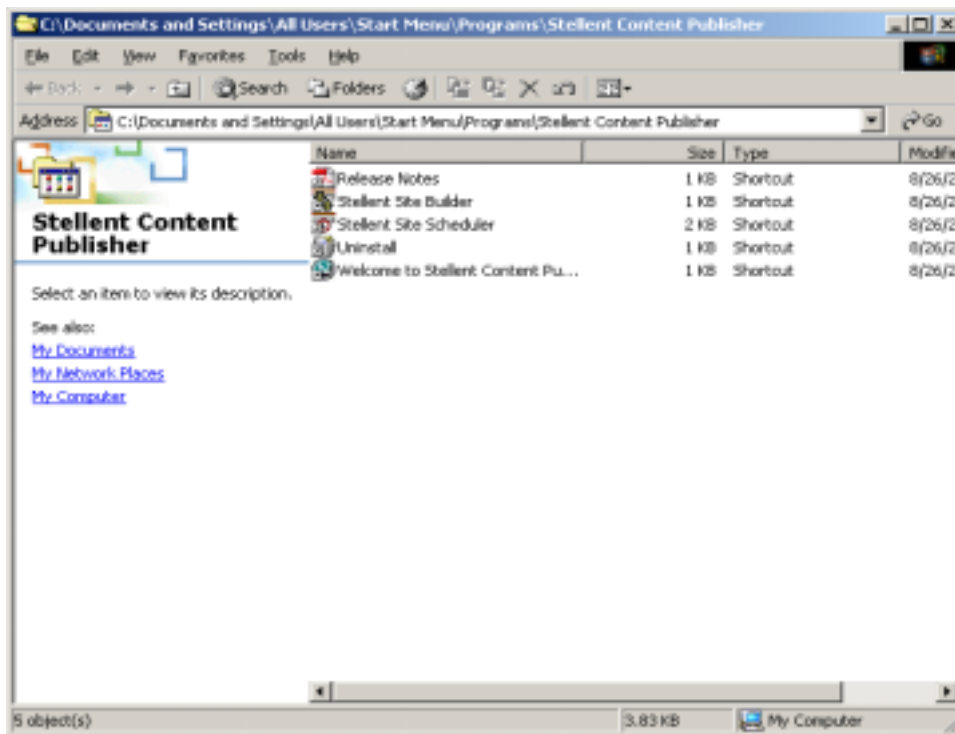 C:\Documents and Settings\All Users\Start Menu\Programs\Stellent Content Publisher
File Edit View Favorites Tools Help
Back Search Folders
Address C:\Documents and Settings\All Users\Start Menu\Programs\Stellent Content Publisher Go
Name Size Type Modifie
Release Notes 1 KB Shortcut 8/26/2
Stellent Site Builder 1 KB Shortcut 8/26/2
Stellent Site Scheduler 2 KB Shortcut 8/26/2
Uninstall 1 KB Shortcut 8/26/2
Welcome to Stellent Content Pu... 1 KB Shortcut 8/26/2
Stellent Content
Publisher
Select an item to view its description.
See also:
My Documents
My Network Places
My Computer
5 object(s) 3.83 KB My Computer